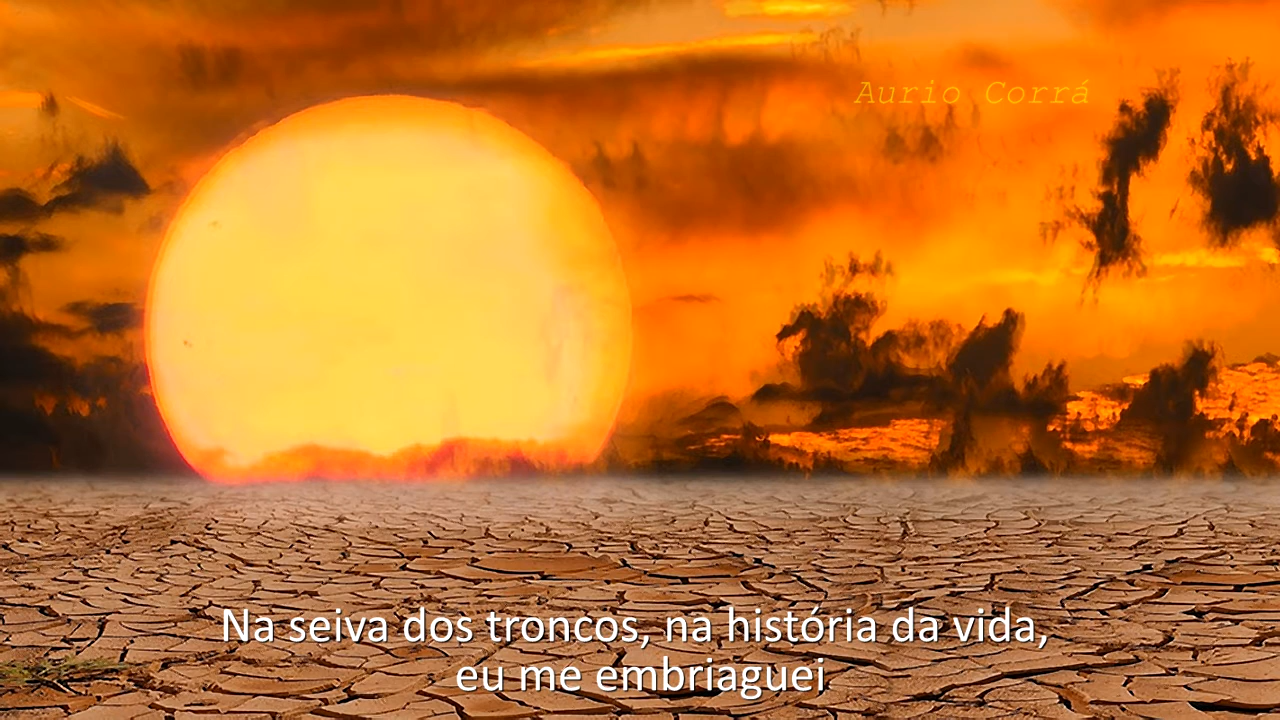 Aurio Corrá
Na seiva dos troncos, na história da vida,
eu me embriaguei